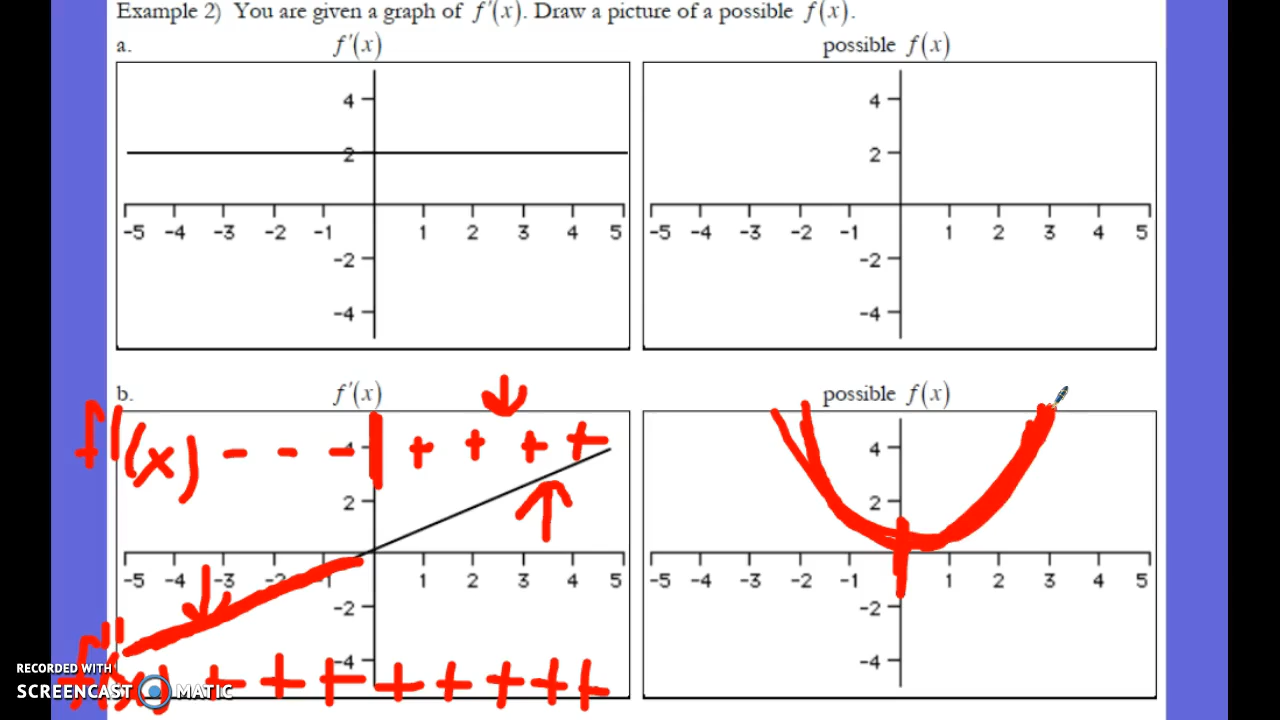 Example 2) You are given a graph of f'(x). Draw a picture of a possible f(x).
a. f'(x) possible f(x)
4 4
2 2
-5 -4 -3 -2 -1 1 2 3 4 5 -5 -4 -3 -2 -1 1 2 3 4 5
-2 -2
-4 -4
b. f'(x) possible f(x)
f'(x) - - - | + + + +
4 4
2 2
-5 -4 -3 -2 -1 1 2 3 4 5 -5 -4 -3 -2 -1 1 2 3 4 5
-2 -2
-4 -4
f"(x) + + + + + + + +
RECORDED WITH
SCREENCAST MATIC